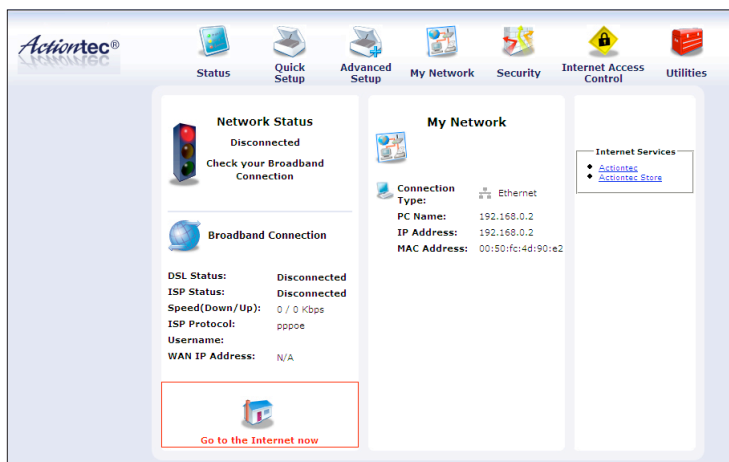 Actiontec®
Status
Quick Setup
Advanced Setup
My Network
Security
Internet Access Control
Utilities
Network Status
Disconnected
Check your Broadband
Connection
Broadband Connection
DSL Status: Disconnected
ISP Status: Disconnected
Speed(Down/Up): 0 / 0 Kbps
ISP Protocol: pppoe
Username:
WAN IP Address: N/A
Go to the Internet now
My Network
Connection Type: Ethernet
PC Name: 192.168.0.2
IP Address: 192.168.0.2
MAC Address: 00:50:fc:4d:90:e2
Internet Services
Actiontec
Actiontec Store